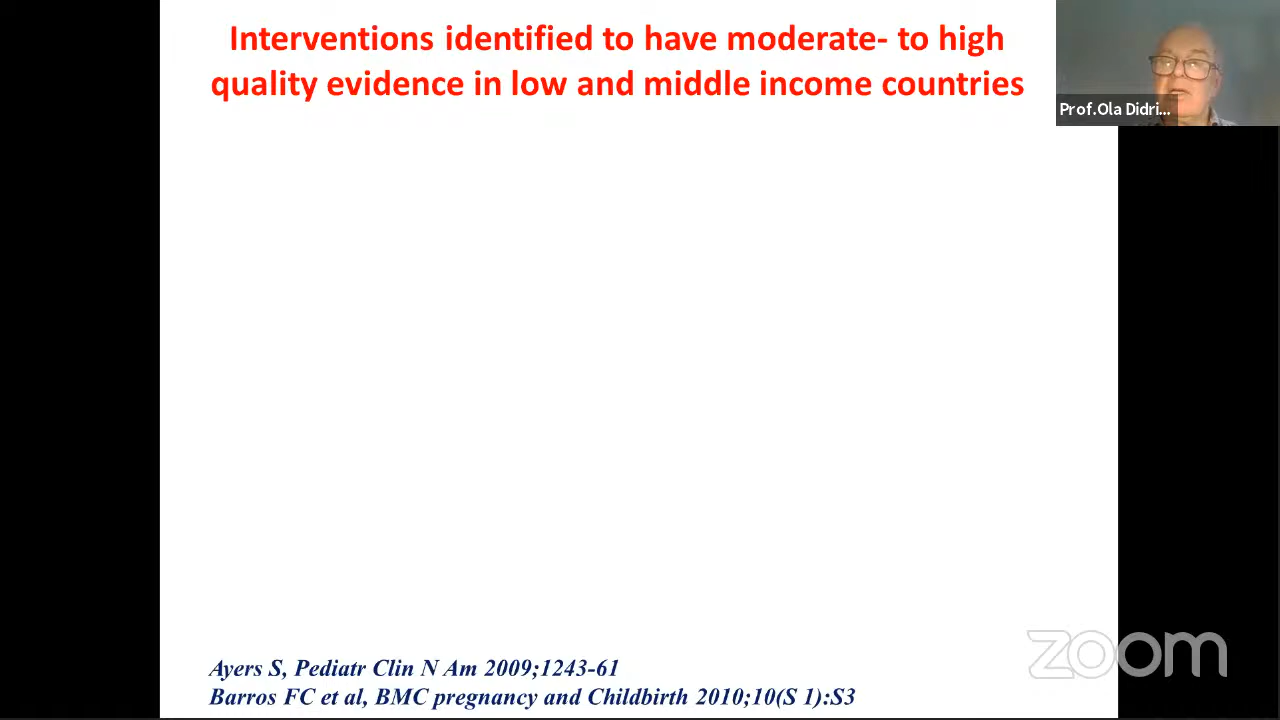 Interventions identified to have moderate- to high
quality evidence in low and middle income countries
Prof.Ola Didri...
Ayers S, Pediatr Clin N Am 2009;1243-61
Barros FC et al, BMC pregnancy and Childbirth 2010;10(S 1):S3
zoom